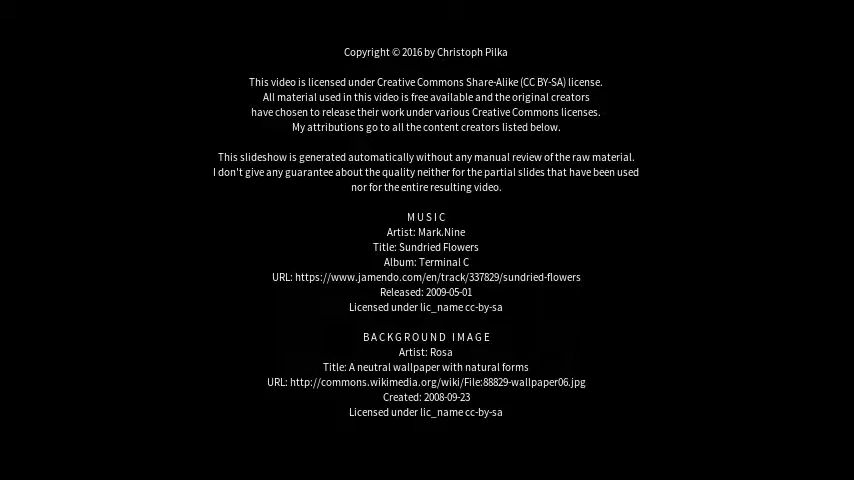 Copyright © 2016 by Christoph Pilka
This video is licensed under Creative Commons Share-Alike (CC BY-SA) license.
All material used in this video is free available and the original creators
have chosen to release their work under various Creative Commons licenses.
My attributions go to all the content creators listed below.
This slideshow is generated automatically without any manual review of the raw material.
I don't give any guarantee about the quality neither for the partial slides that have been used
nor for the entire resulting video.
M U S I C
Artist: Mark.Nine
Title: Sundried Flowers
Album: Terminal C
URL: https://www.jamendo.com/en/track/337829/sundried-flowers
Released: 2009-05-01
Licensed under lic_name cc-by-sa
B A C K G R O U N D   I M A G E
Artist: Rosa
Title: A neutral wallpaper with natural forms
URL: http://commons.wikimedia.org/wiki/File:88829-wallpaper06.jpg
Created: 2008-09-23
Licensed under lic_name cc-by-sa